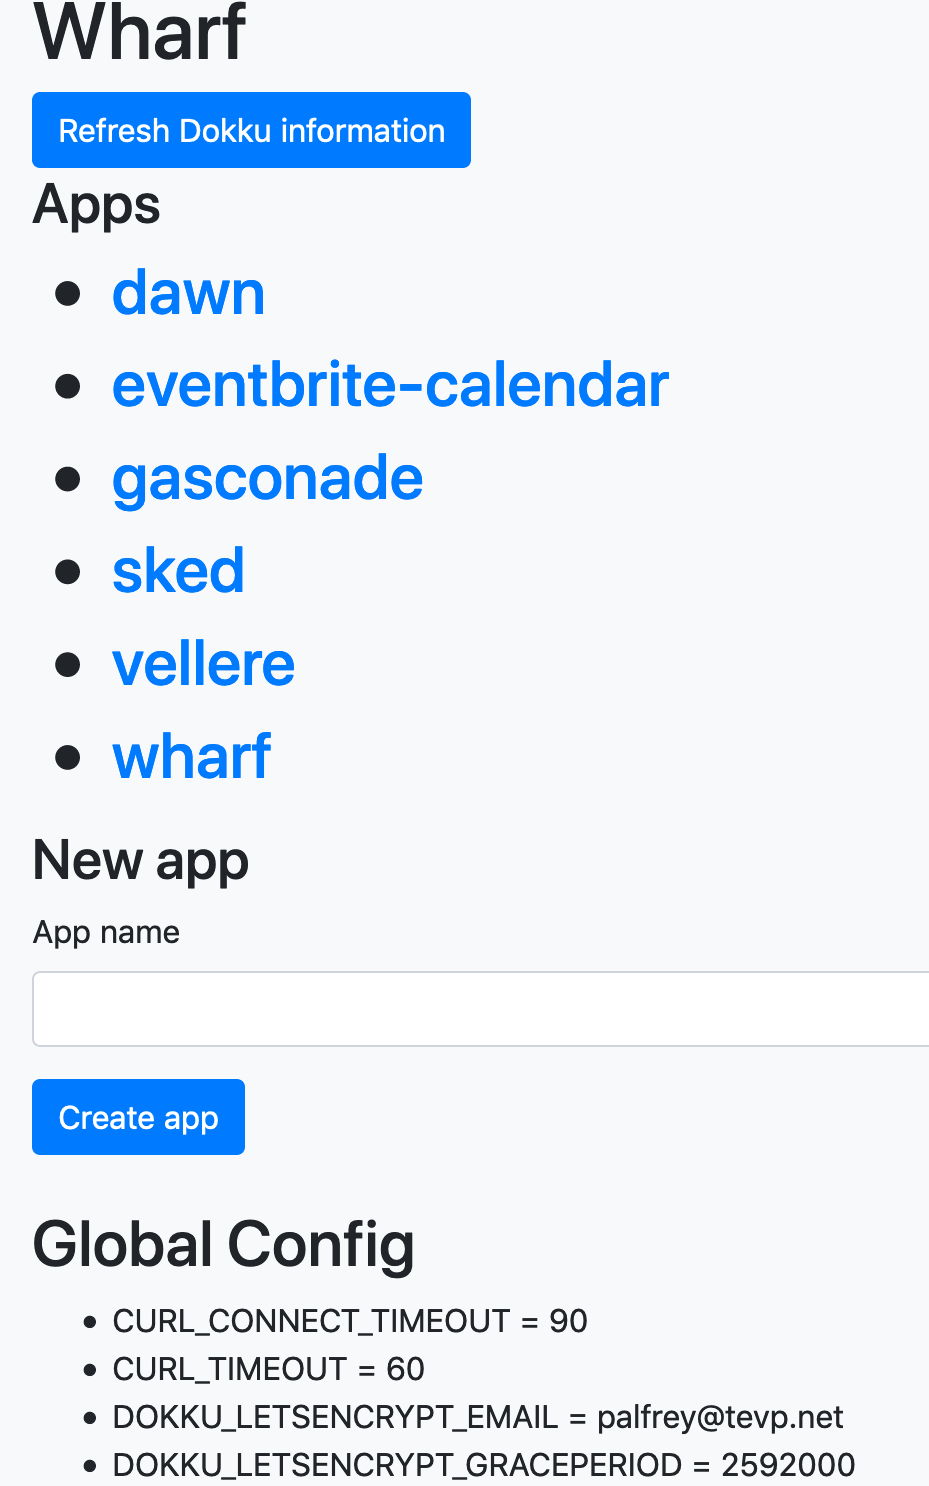 Wharf
Refresh Dokku information
Apps
dawn
eventbrite-calendar
gasconade
sked
vellere
wharf
New app
App name
Create app
Global Config
CURL_CONNECT_TIMEOUT = 90
CURL_TIMEOUT = 60
DOKKU_LETSENCRYPT_EMAIL = palfrey@tevp.net
DOKKU_LETSENCRYPT_GRACEPERIOD = 2592000